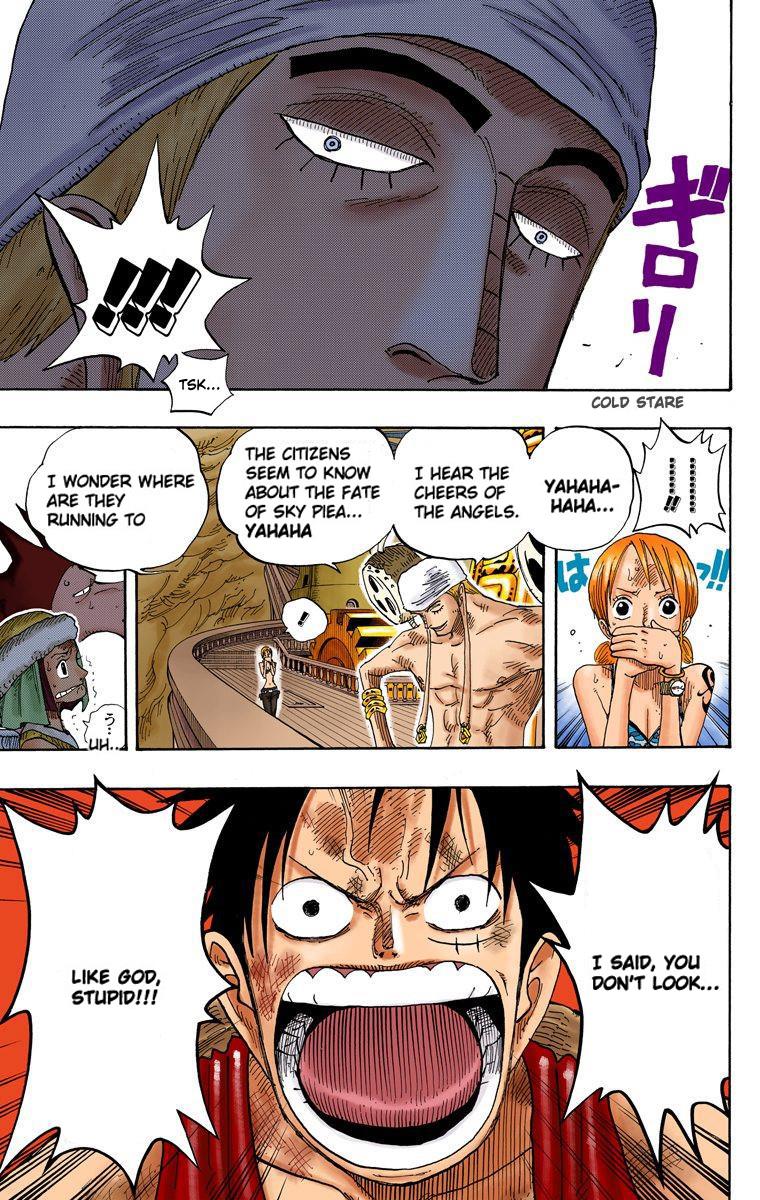 !!!!
ギロリ
TSK...
COLD STARE
!!
はっ!!
YAHAHA-
HAHA...
I HEAR THE
CHEERS OF
THE ANGELS.
THE CITIZENS
SEEM TO KNOW
ABOUT THE FATE
OF SKY PIEA...
YAHAHA
!!
I WONDER WHERE
ARE THEY
RUNNING TO
う…
UH...
I SAID, YOU
DON'T LOOK...
LIKE GOD,
STUPID!!!